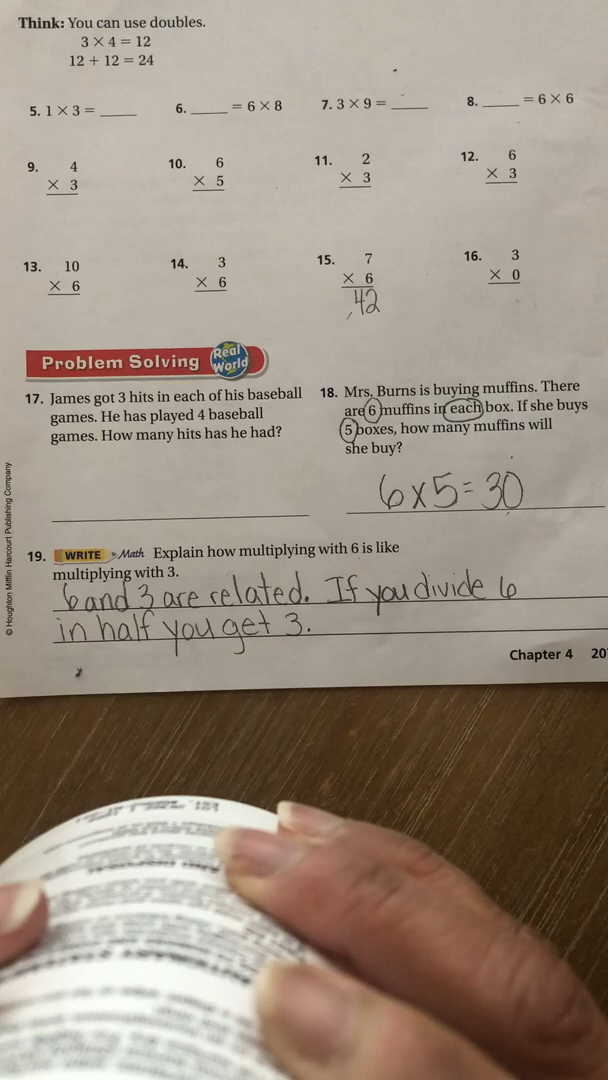 Think: You can use doubles.
3 × 4 = 12
12 + 12 = 24
5. 1 × 3 = ____
6. ____ = 6 × 8
7. 3 × 9 = ____
8. ____ = 6 × 6
9. 4
× 3
10. 6
× 5
11. 2
× 3
12. 6
× 3
13. 10
× 6
14. 3
× 6
15. 7
× 6
42
16. 3
× 0
Problem Solving Real World
17. James got 3 hits in each of his baseball
games. He has played 4 baseball
games. How many hits has he had?
18. Mrs. Burns is buying muffins. There
are 6 muffins in each box. If she buys
5 boxes, how many muffins will
she buy?
6x5=30
19. WRITE Math Explain how multiplying with 6 is like
multiplying with 3.
6 and 3 are related. If you divide 6
in half you get 3.
© Houghton Mifflin Harcourt Publishing Company
Chapter 4 20